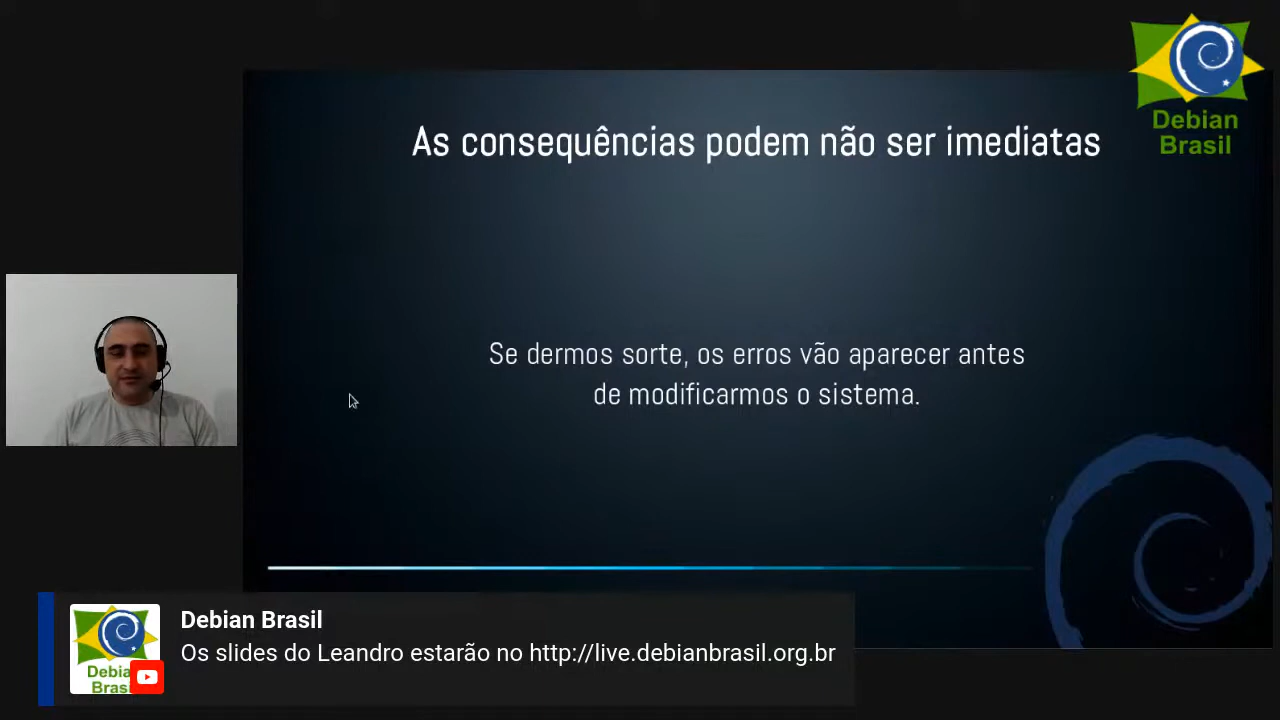 Debian
Brasil
As consequências podem não ser imediatas
Se dermos sorte, os erros vão aparecer antes
de modificarmos o sistema.
Debian Brasil
Os slides do Leandro estarão no http://live.debianbrasil.org.br